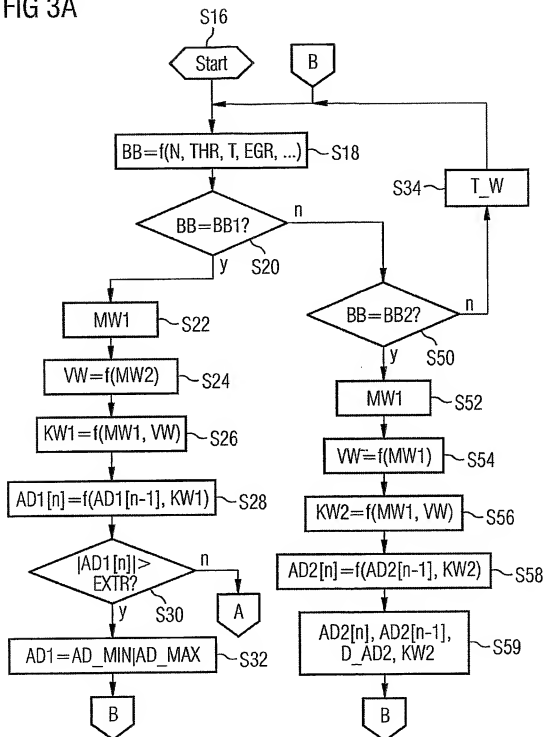 FIG 3A
S16
Start
B
BB=f(N, THR, T, EGR, ...)
S18
S34
T_W
BB=BB1?
n
S20
y
BB=BB2?
n
S50
y
MW1
S22
MW1
S52
VW=f(MW2)
S24
VW=f(MW1)
S54
KW1=f(MW1, VW)
S26
KW2=f(MW1, VW)
S56
AD1[n]=f(AD1[n-1], KW1)
S28
AD2[n]=f(AD2[n-1], KW2)
S58
|AD1[n]|>
EXTR?
n
S30
y
A
AD2[n], AD2[n-1],
D_AD2, KW2
S59
AD1=AD_MIN|AD_MAX
S32
B
B